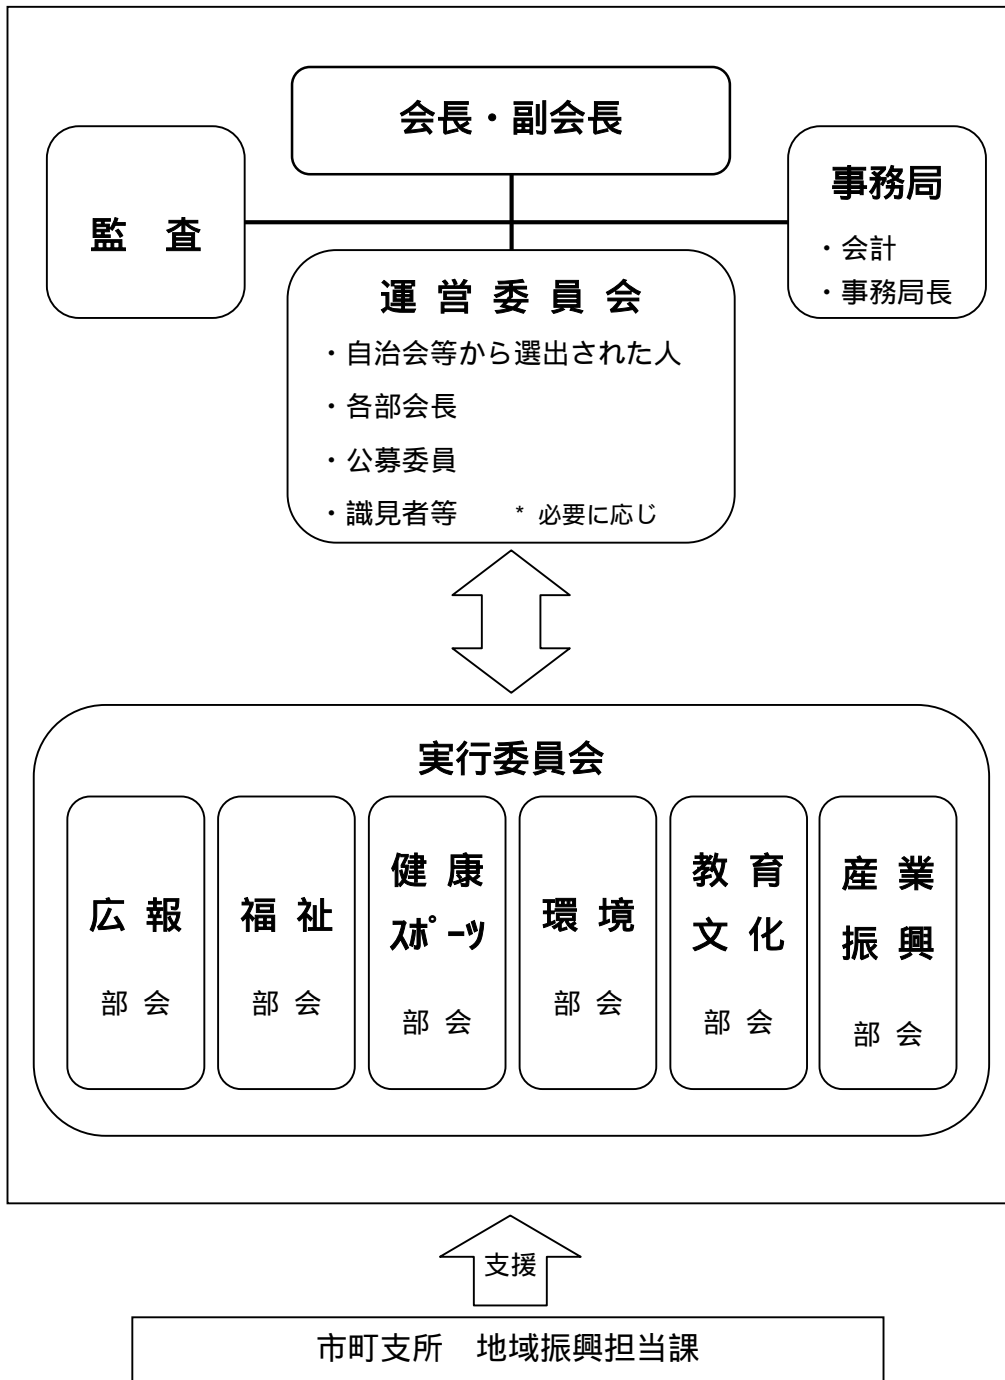 会長・副会長
監　査
事務局
・会計
・事務局長
運 営 委 員 会
・自治会等から選出された人
・各部会長
・公募委員
・識見者等　　* 必要に応じ
実行委員会
広 報
部 会
福 祉
部 会
健 康
ｽﾎﾟｰﾂ
部 会
環 境
部 会
教 育
文 化
部 会
産 業
振 興
部 会
支援
市町支所　地域振興担当課